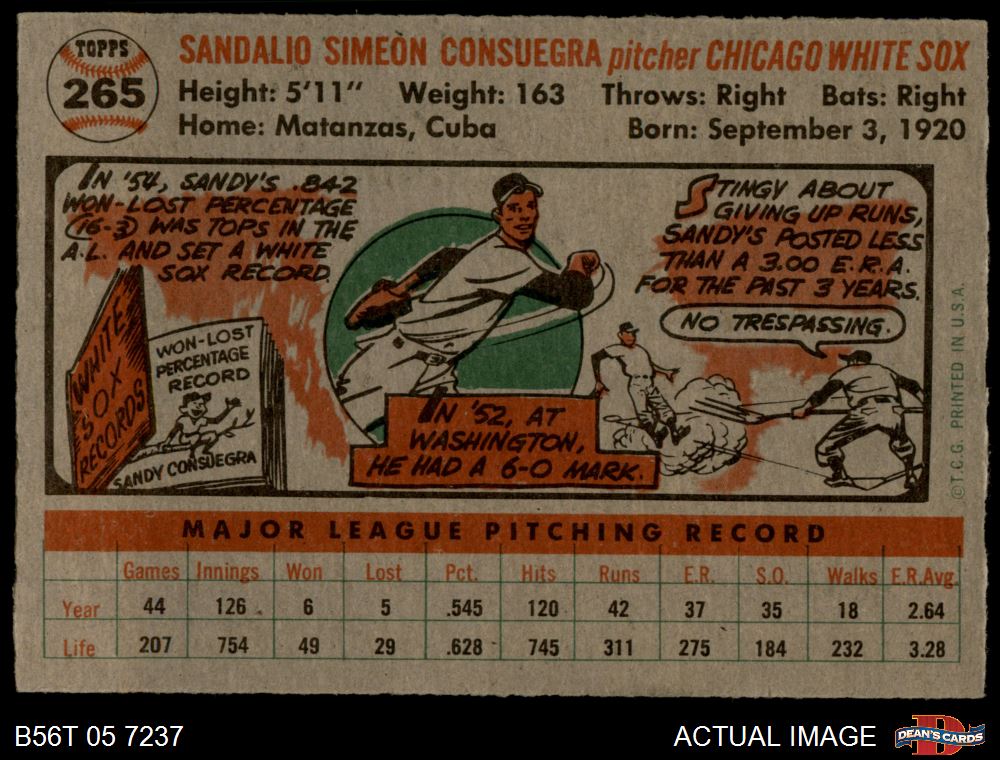 TOPPS
265
SANDALIO SIMEON CONSUEGRA pitcher CHICAGO WHITE SOX
Height: 5'11" Weight: 163 Throws: Right Bats: Right
Home: Matanzas, Cuba Born: September 3, 1920
IN '54, SANDY'S .842
WON-LOST PERCENTAGE
(16-3) WAS TOPS IN THE
A.L. AND SET A WHITE
SOX RECORD.
WHITE
SOX
RECORDS
WON-LOST
PERCENTAGE
RECORD
SANDY CONSUEGRA
IN '52, AT
WASHINGTON,
HE HAD A 6-0 MARK.
STINGY ABOUT
GIVING UP RUNS,
SANDY'S POSTED LESS
THAN A 3.00 E.R.A.
FOR THE PAST 3 YEARS.
NO TRESPASSING.
©T.C.G. PRINTED IN U.S.A.
MAJOR LEAGUE PITCHING RECORD
Games Innings Won Lost Pct. Hits Runs E.R. S.O. Walks E.R.Avg.
Year 44 126 6 5 .545 120 42 37 35 18 2.64
Life 207 754 49 29 .628 745 311 275 184 232 3.28
B56T 05 7237
ACTUAL IMAGE
DEAN'S CARDS